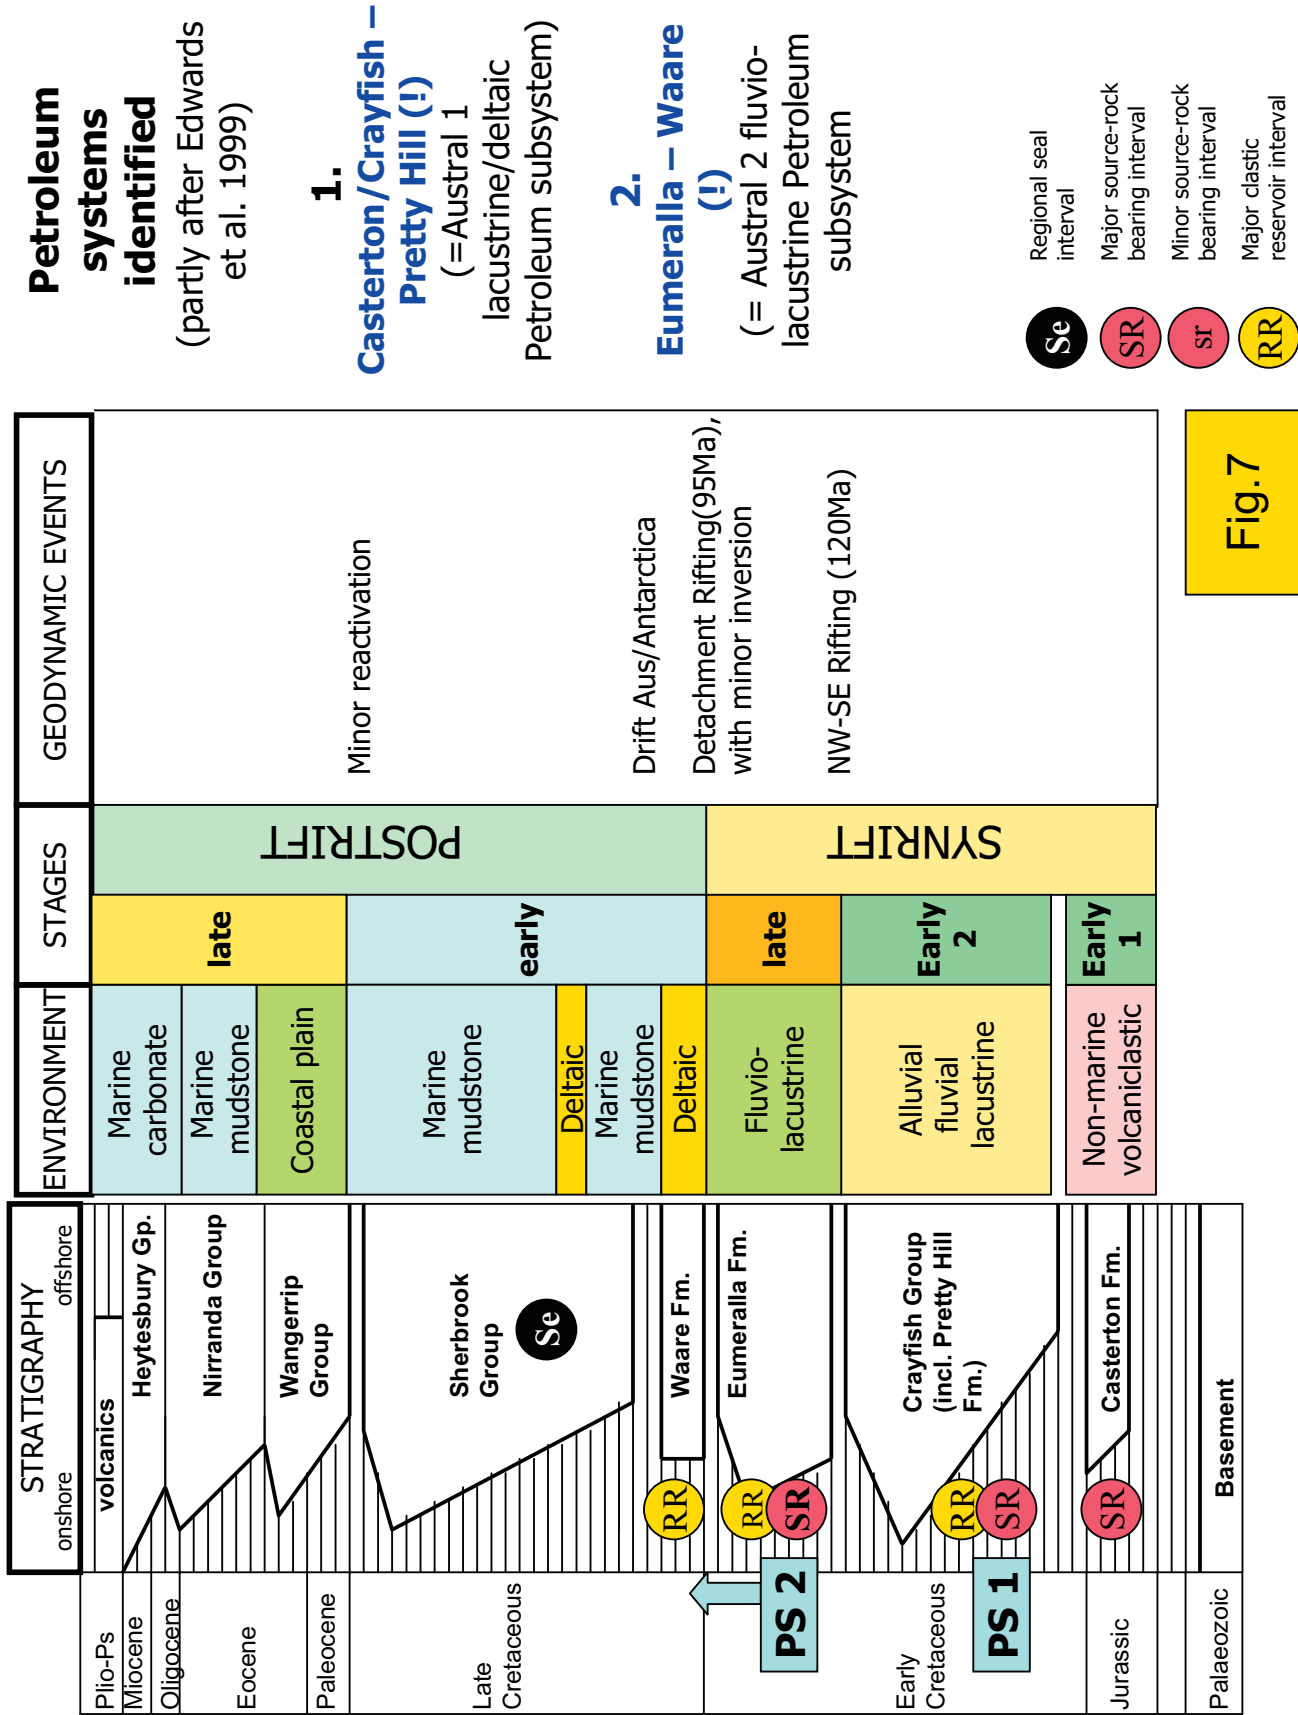 STRATIGRAPHY
onshore
offshore
ENVIRONMENT
STAGES
GEODYNAMIC EVENTS
Plio-Ps
Miocene
Oligocene
Eocene
Paleocene
Late
Cretaceous
Early
Cretaceous
Jurassic
Palaeozoic
volcanics
Heytesbury Gp.
Nirranda Group
Wangerrip
Group
Sherbrook
Group
Se
Waare Fm.
RR
Eumeralla Fm.
RR
SR
PS 2
Crayfish Group
(incl. Pretty Hill
Fm.)
RR
SR
PS 1
Casterton Fm.
SR
Basement
Marine
carbonate
Marine
mudstone
Coastal plain
Marine
mudstone
Deltaic
Marine
mudstone
Deltaic
Fluvio-
lacustrine
Alluvial
fluvial
lacustrine
Non-marine
volcaniclastic
late
early
late
Early
2
Early
1
POSTRIFT
SYNRIFT
Minor reactivation
Drift Aus/Antarctica
Detachment Rifting(95Ma),
with minor inversion
NW-SE Rifting (120Ma)
Petroleum
systems
identified
(partly after Edwards
et al. 1999)
1.
Casterton/Crayfish –
Pretty Hill (!)
(=Austral 1
lacustrine/deltaic
Petroleum subsystem)
2.
Eumeralla – Waare
(!)
(= Austral 2 fluvio-
lacustrine Petroleum
subsystem
Se
Regional seal
interval
SR
Major source-rock
bearing interval
sr
Minor source-rock
bearing interval
RR
Major clastic
reservoir interval
Fig.7